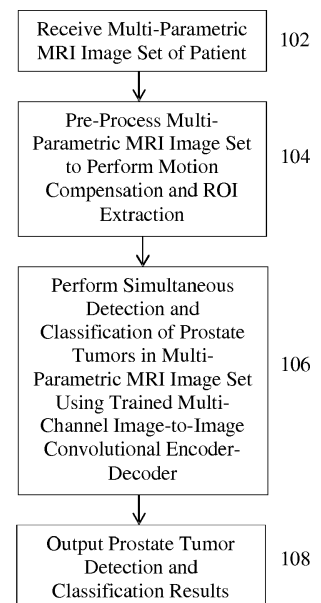 Receive Multi-Parametric
MRI Image Set of Patient
102
Pre-Process Multi-
Parametric MRI Image Set
to Perform Motion
Compensation and ROI
Extraction
104
Perform Simultaneous
Detection and
Classification of Prostate
Tumors in Multi-
Parametric MRI Image Set
Using Trained Multi-
Channel Image-to-Image
Convolutional Encoder-
Decoder
106
Output Prostate Tumor
Detection and
Classification Results
108